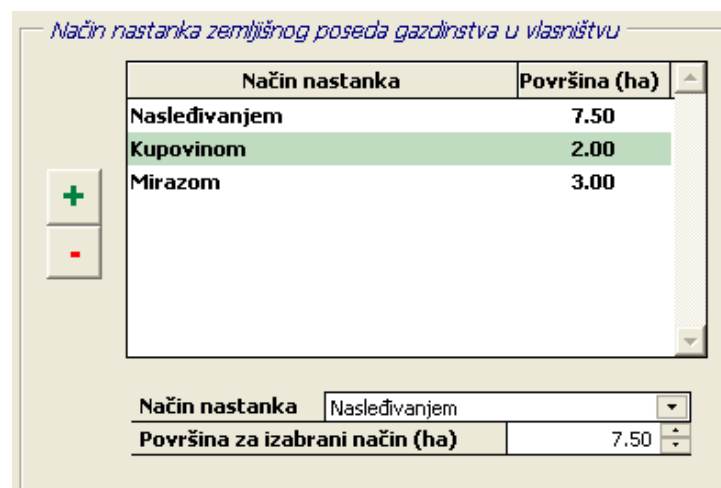 Način nastanka zemljišnog poseda gazdinstva u vlasništvu
Način nastanka Površina (ha)
Nasleđivanjem 7.50
Kupovinom 2.00
Mirazom 3.00
+
-
Način nastanka Nasleđivanjem
Površina za izabrani način (ha) 7.50